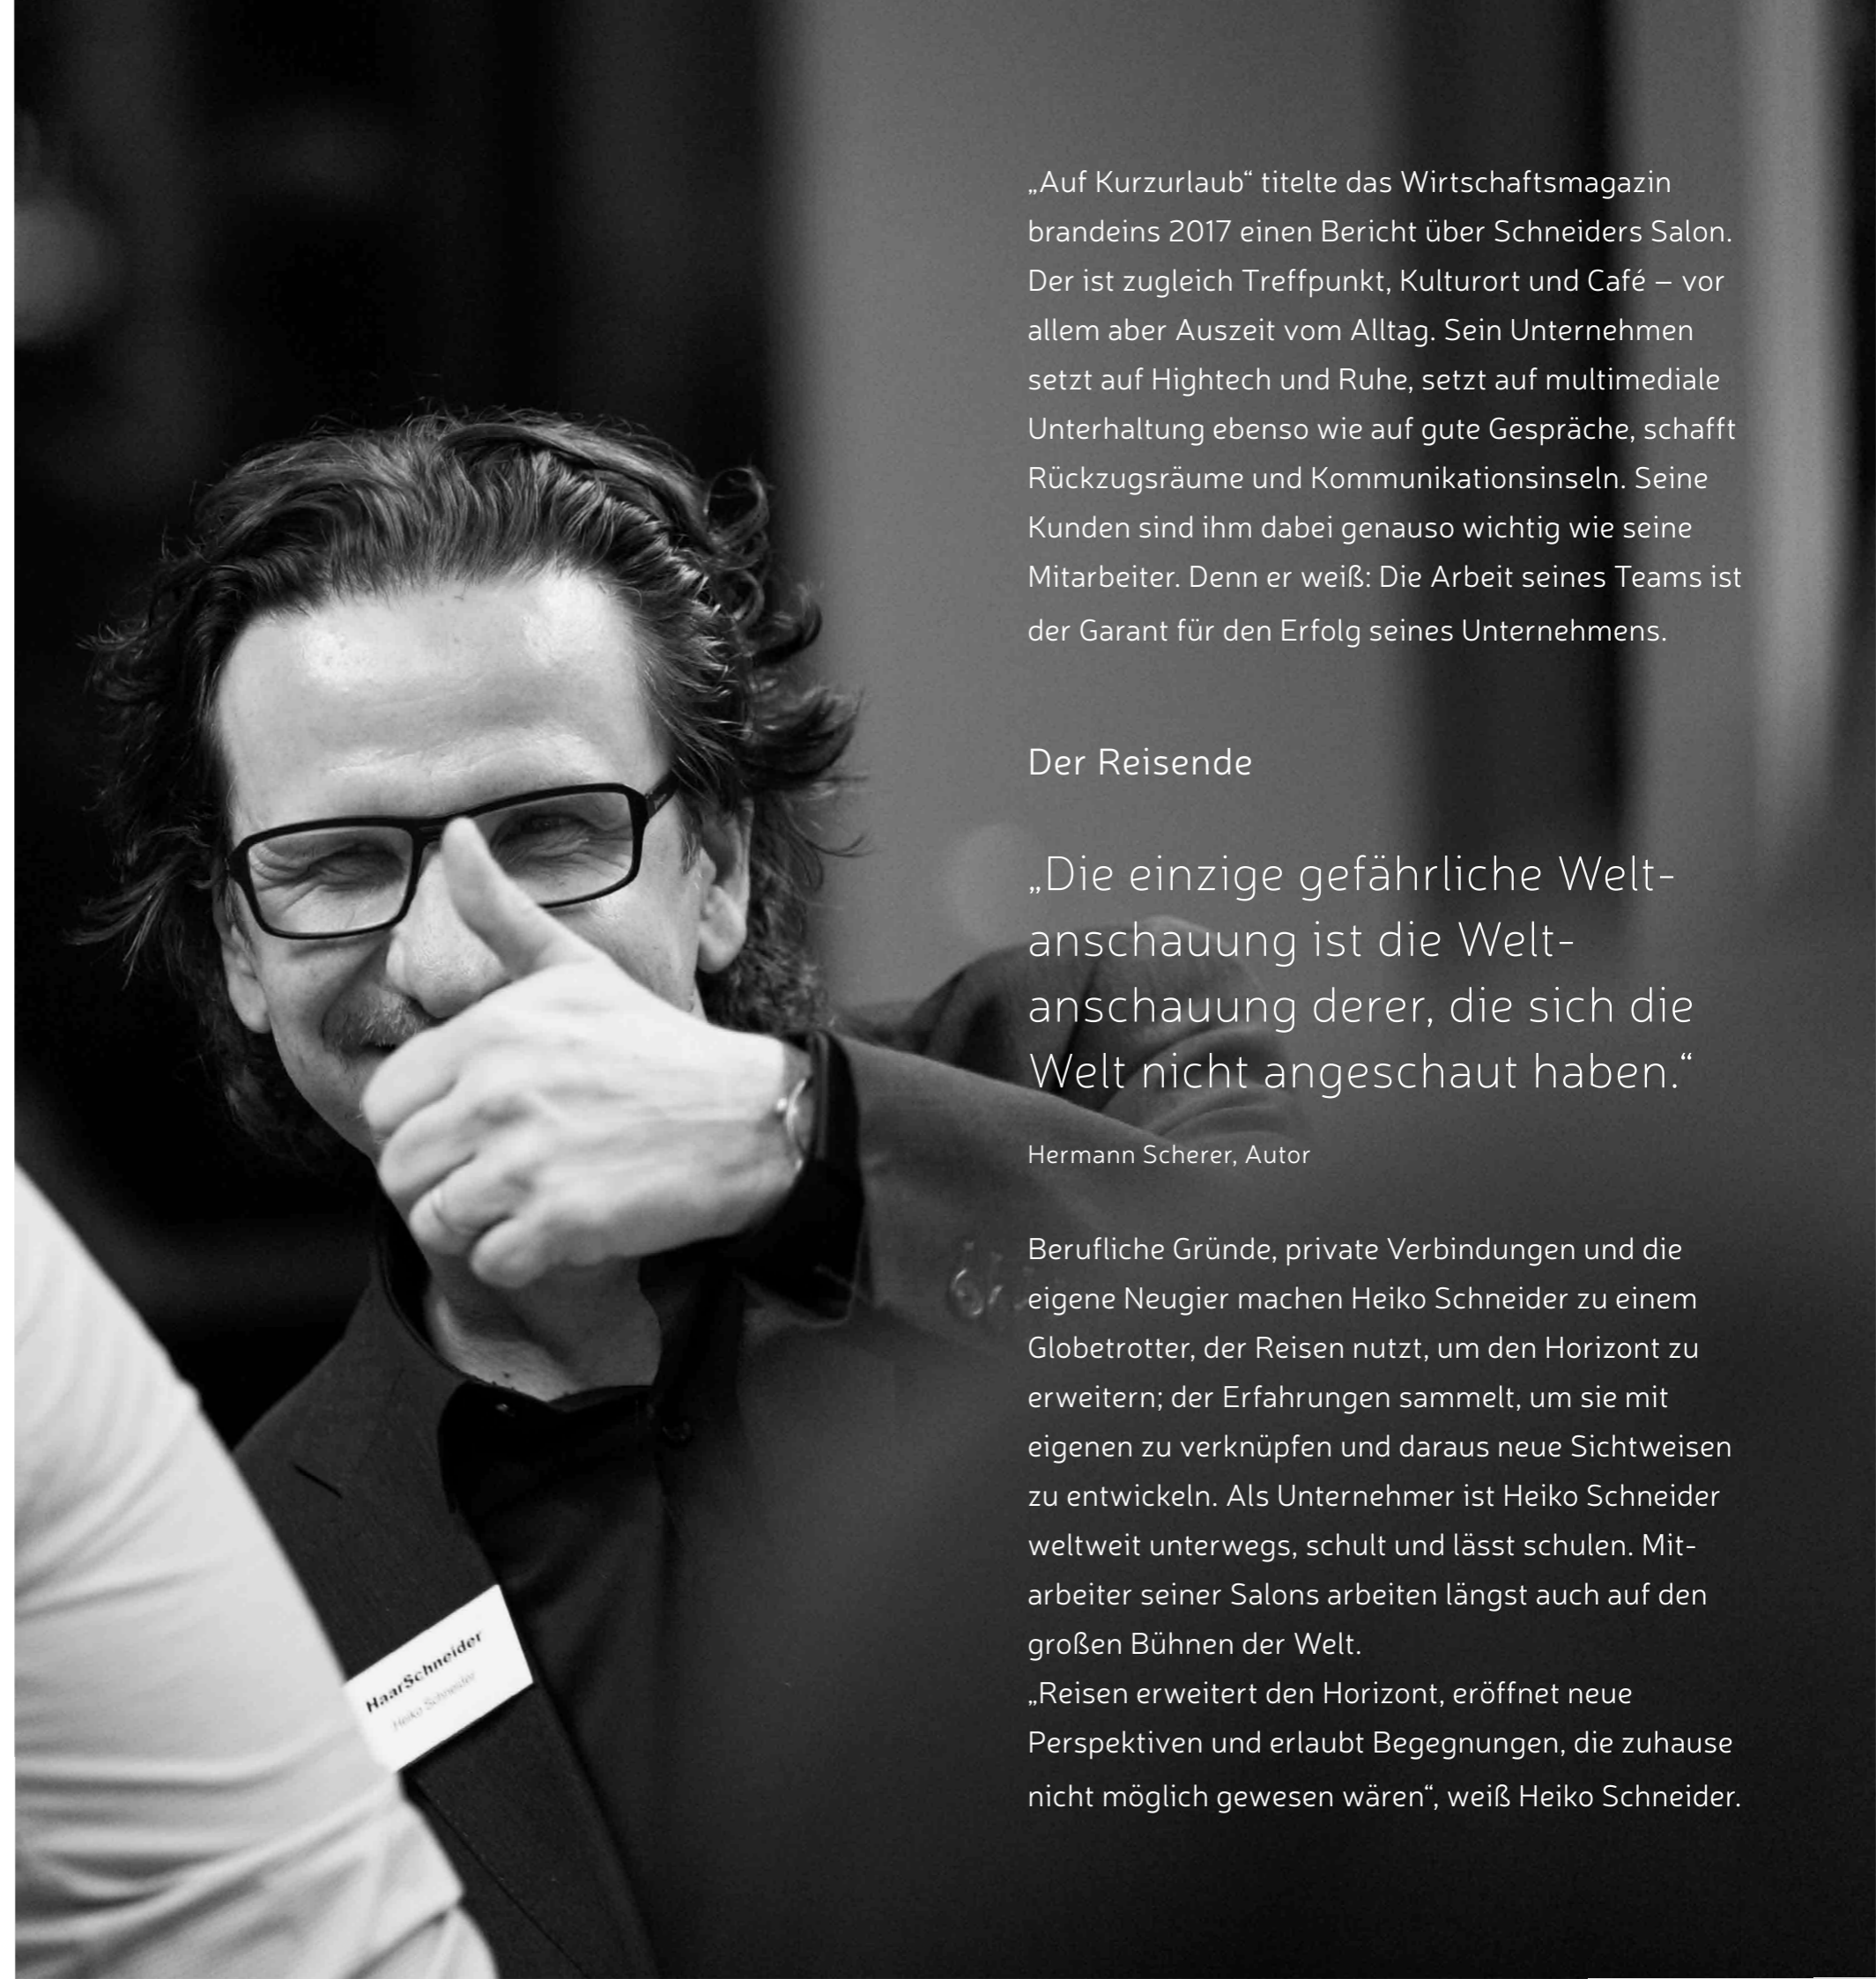 „Auf Kurzurlaub“ titelte das Wirtschaftsmagazin
brandeins 2017 einen Bericht über Schneiders Salon.
Der ist zugleich Treffpunkt, Kulturort und Café – vor
allem aber Auszeit vom Alltag. Sein Unternehmen
setzt auf Hightech und Ruhe, setzt auf multimediale
Unterhaltung ebenso wie auf gute Gespräche, schafft
Rückzugsräume und Kommunikationsinseln. Seine
Kunden sind ihm dabei genauso wichtig wie seine
Mitarbeiter. Denn er weiß: Die Arbeit seines Teams ist
der Garant für den Erfolg seines Unternehmens.
Der Reisende
„Die einzige gefährliche Welt-
anschauung ist die Welt-
anschauung derer, die sich die
Welt nicht angeschaut haben.“
Hermann Scherer, Autor
Berufliche Gründe, private Verbindungen und die
eigene Neugier machen Heiko Schneider zu einem
Globetrotter, der Reisen nutzt, um den Horizont zu
erweitern; der Erfahrungen sammelt, um sie mit
eigenen zu verknüpfen und daraus neue Sichtweisen
zu entwickeln. Als Unternehmer ist Heiko Schneider
weltweit unterwegs, schult und lässt schulen. Mit-
arbeiter seiner Salons arbeiten längst auch auf den
großen Bühnen der Welt.
„Reisen erweitert den Horizont, eröffnet neue
Perspektiven und erlaubt Begegnungen, die zuhause
nicht möglich gewesen wären“, weiß Heiko Schneider.
HaarSchneider
Heiko Schneider